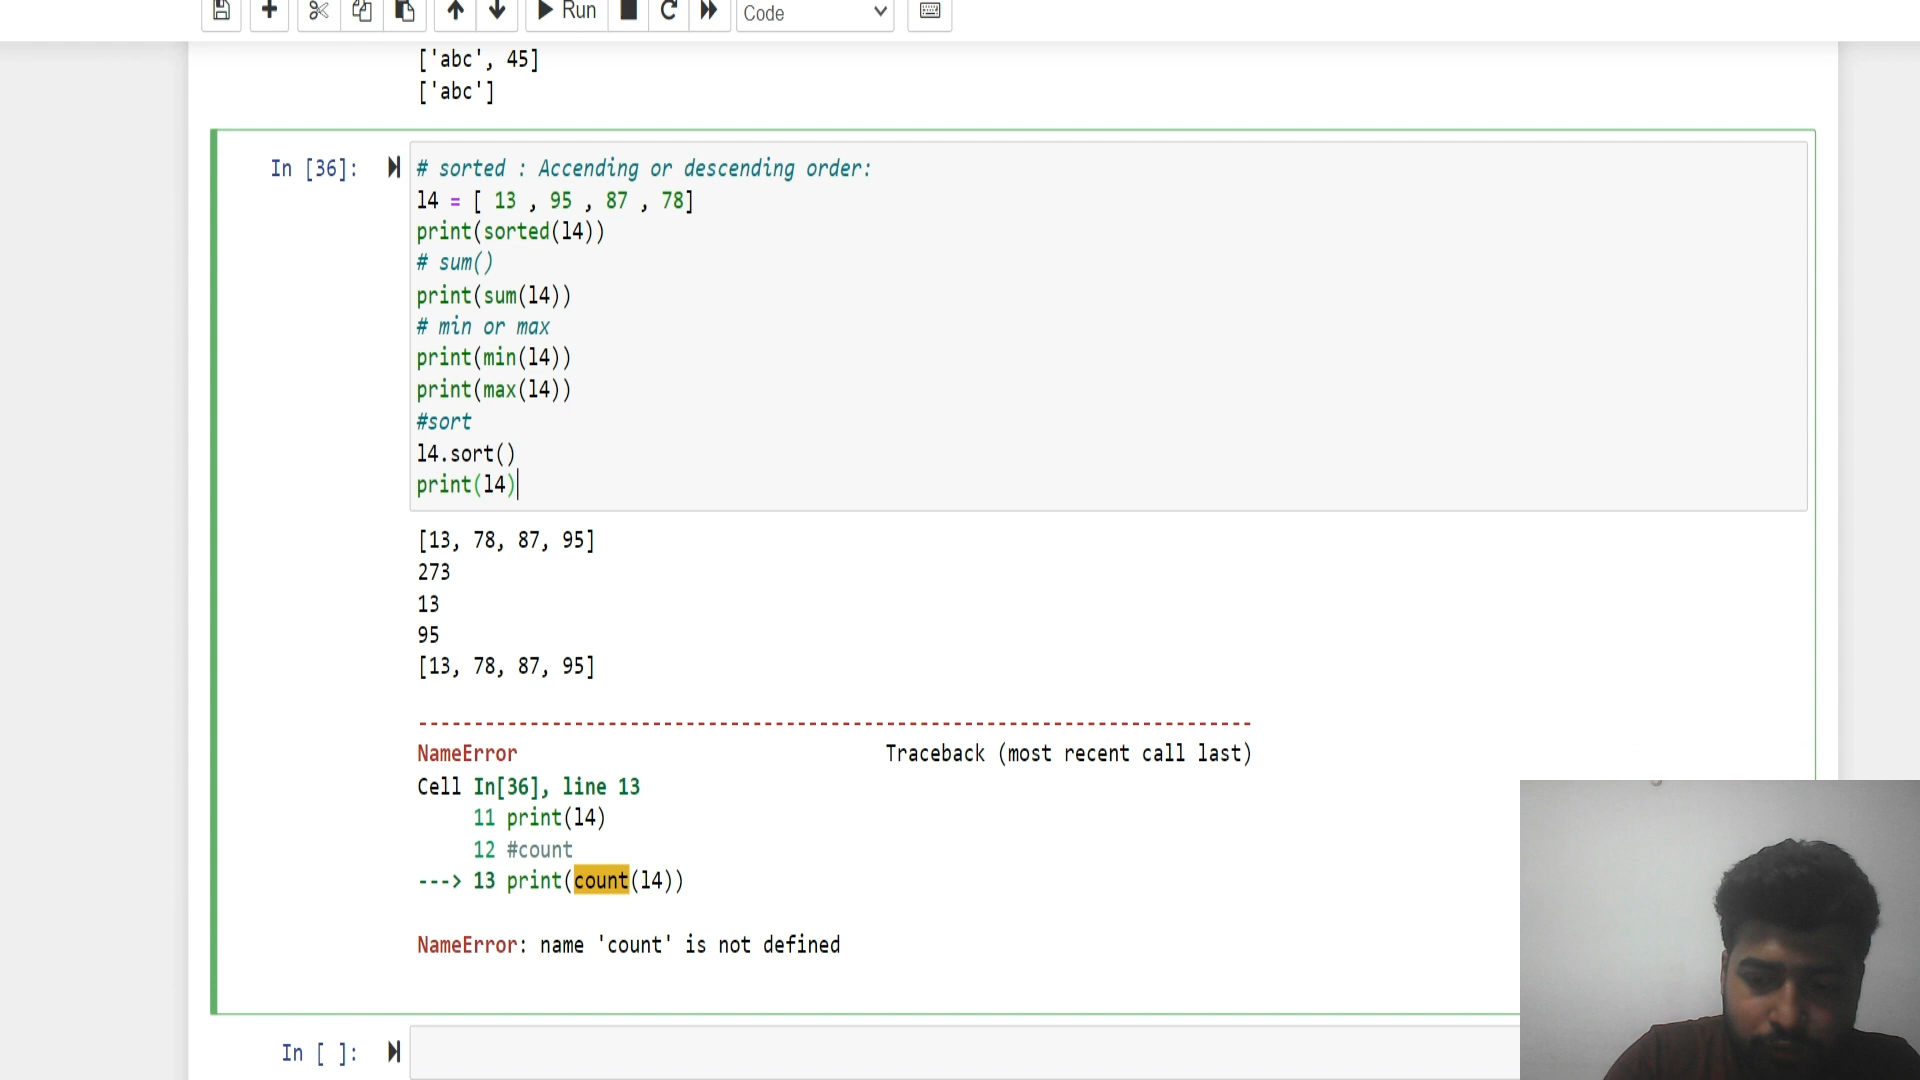 Run Code
['abc', 45]
['abc']
In [36]:
# sorted : Accending or descending order:
l4 = [ 13 , 95 , 87 , 78]
print(sorted(l4))
# sum()
print(sum(l4))
# min or max
print(min(l4))
print(max(l4))
#sort
l4.sort()
print(l4)
[13, 78, 87, 95]
273
13
95
[13, 78, 87, 95]
---------------------------------------------------------------------------
NameError Traceback (most recent call last)
Cell In[36], line 13
11 print(l4)
12 #count
---> 13 print(count(l4))
NameError: name 'count' is not defined
In [ ]: